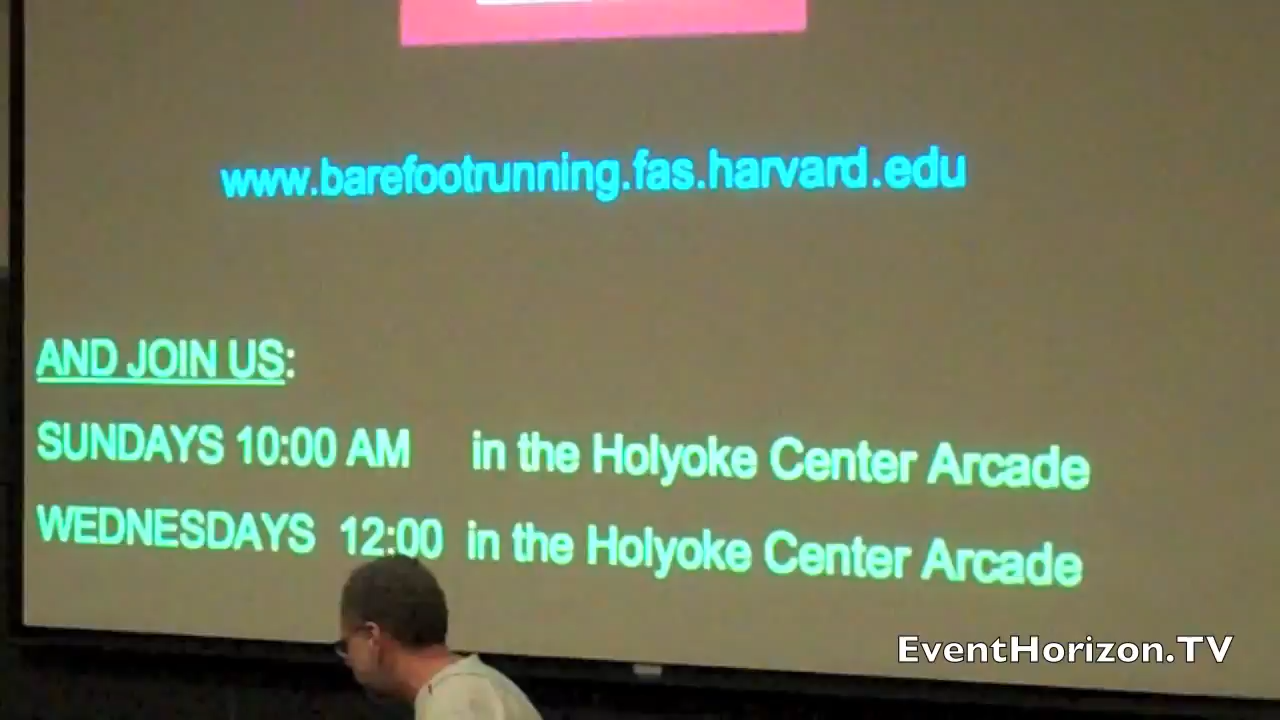 www.barefootrunning.fas.harvard.edu
AND JOIN US:
SUNDAYS 10:00 AM in the Holyoke Center Arcade
WEDNESDAYS 12:00 in the Holyoke Center Arcade
EventHorizon.TV